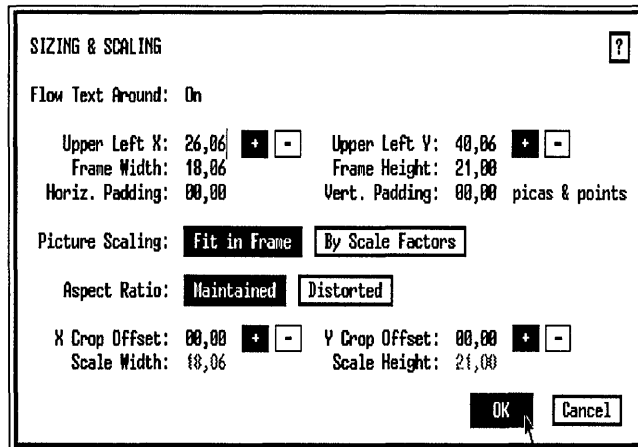 SIZING & SCALING ?
Flow Text Around: On
Upper Left X: 26,06 + - Upper Left Y: 40,06 + -
Frame Width: 18,06 Frame Height: 21,00
Horiz. Padding: 00,00 Vert. Padding: 00,00 picas & points
Picture Scaling: Fit in Frame By Scale Factors
Aspect Ratio: Maintained Distorted
X Crop Offset: 00,00 + - Y Crop Offset: 00,00 + -
Scale Width: 18,06 Scale Height: 21,00
OK Cancel